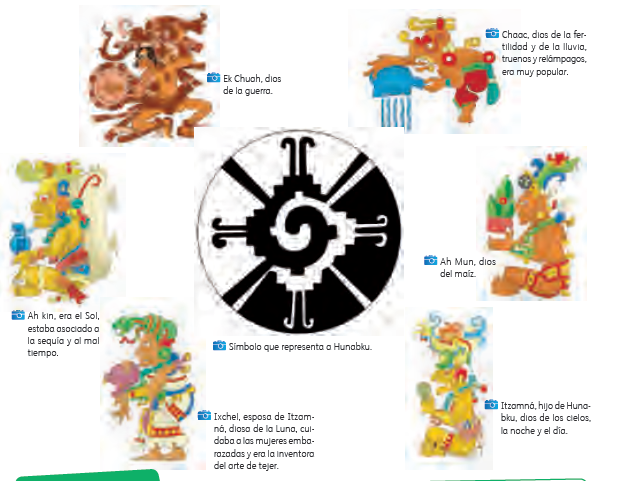 Ek Chuah, dios
de la guerra.
Chaac, dios de la fer-
tilidad y de la lluvia,
truenos y relámpagos,
era muy popular.
Ah Mun, dios
del maíz.
Ah kin, era el Sol,
estaba asociado a
la sequía y al mal
tiempo.
Símbolo que representa a Hunabku.
Ixchel, esposa de Itzam-
ná, diosa de la Luna, cui-
daba a las mujeres emba-
razadas y era la inventora
del arte de tejer.
Itzamná, hijo de Huna-
bku, dios de los cielos,
la noche y el día.